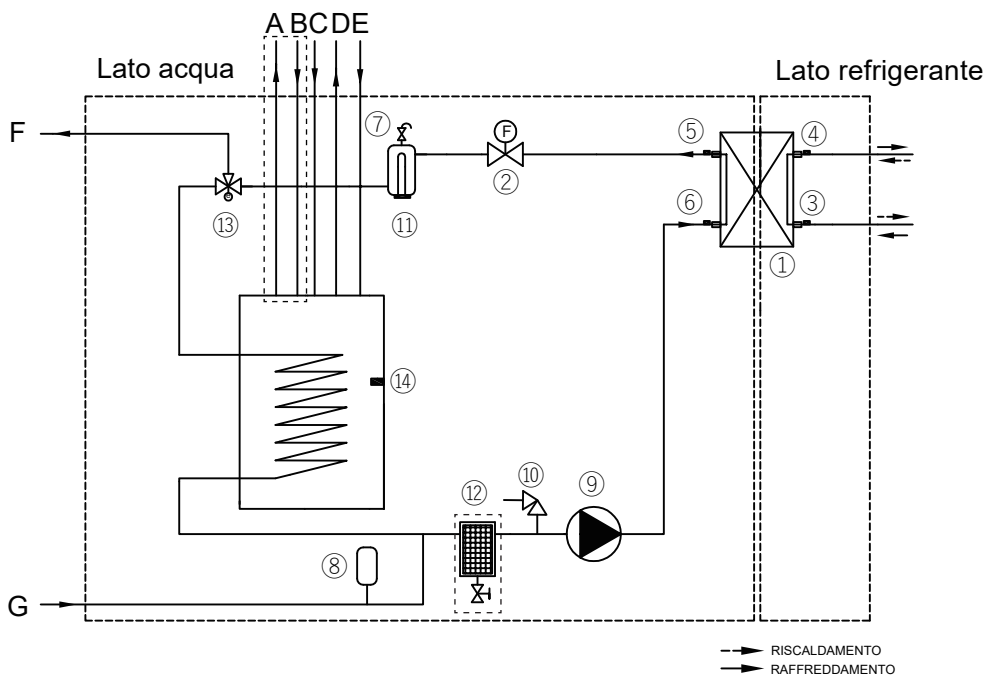 A B C D E
Lato acqua
Lato refrigerante
F
⑦
F
②
⑤
④
⑬
⑪
⑥
③
①
⑭
⑫
⑩
⑨
⑧
G
RISCALDAMENTO
RAFFREDDAMENTO